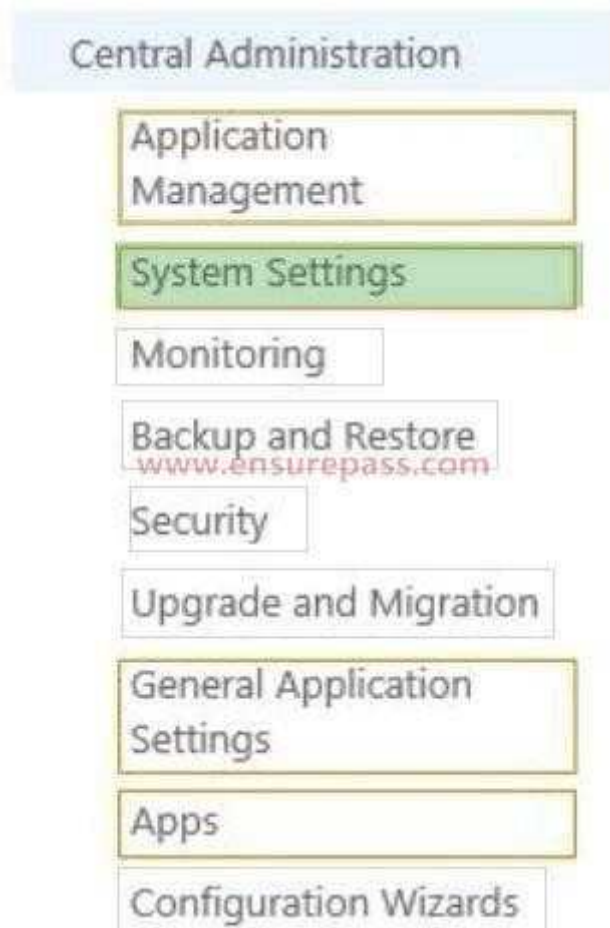 Central Administration
Application
Management
System Settings
Monitoring
Backup and Restore
www.ensurepass.com
Security
Upgrade and Migration
General Application
Settings
Apps
Configuration Wizards